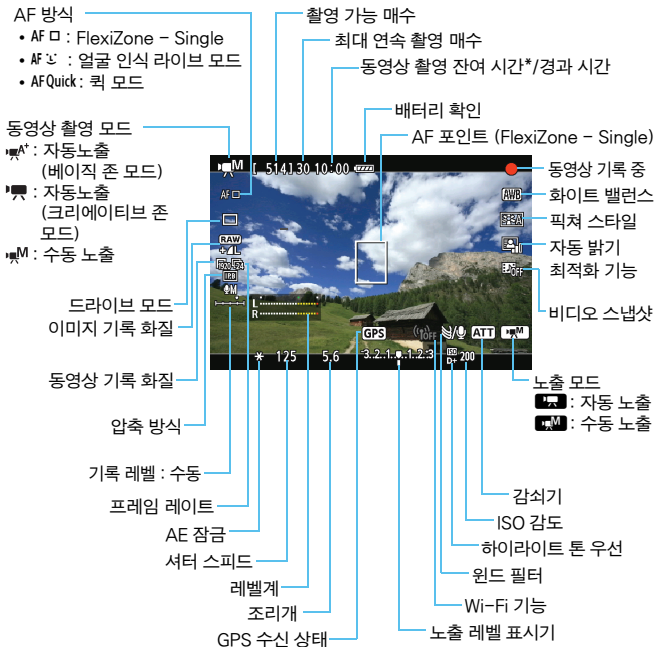 AF 방식
• AF □ : FlexiZone - Single
• AF : 얼굴 인식 라이브 모드
• AF Quick : 퀵 모드
촬영 가능 매수
최대 연속 촬영 매수
동영상 촬영 잔여 시간*/경과 시간
배터리 확인
AF 포인트 (FlexiZone - Single)
동영상 촬영 모드
A+ : 자동노출
(베이직 존 모드)
: 자동노출
(크리에이티브 존
모드)
M : 수동 노출
M [ 514] 30 10:00
AF □
RAW
+ L
L
R
AWB
OFF
GPS
OFF
ATT
M
* 125 5.6 -3..2..1..0..1..2..3 ISO D+ 200
동영상 기록 중
화이트 밸런스
픽쳐 스타일
자동 밝기
최적화 기능
비디오 스냅샷
노출 모드
: 자동 노출
M : 수동 노출
드라이브 모드
이미지 기록 화질
동영상 기록 화질
압축 방식
기록 레벨 : 수동
프레임 레이트
AE 잠금
셔터 스피드
레벨계
조리개
GPS 수신 상태
감쇠기
ISO 감도
하이라이트 톤 우선
윈드 필터
Wi-Fi 기능
노출 레벨 표시기